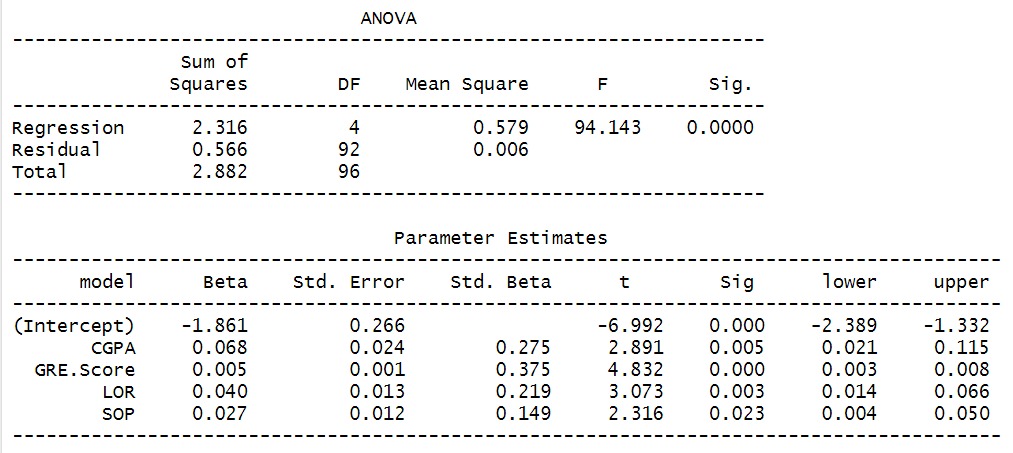 ANOVA
Sum of
Squares DF Mean Square F Sig.
Regression 2.316 4 0.579 94.143 0.0000
Residual 0.566 92 0.006
Total 2.882 96
Parameter Estimates
model Beta Std. Error Std. Beta t Sig lower upper
(Intercept) -1.861 0.266 -6.992 0.000 -2.389 -1.332
CGPA 0.068 0.024 0.275 2.891 0.005 0.021 0.115
GRE.Score 0.005 0.001 0.375 4.832 0.000 0.003 0.008
LOR 0.040 0.013 0.219 3.073 0.003 0.014 0.066
SOP 0.027 0.012 0.149 2.316 0.023 0.004 0.050